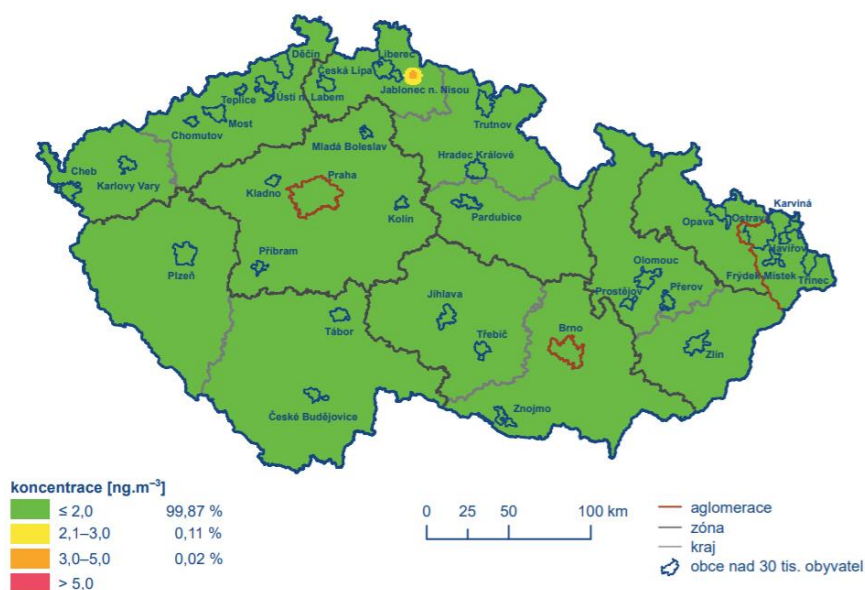 Děčín
Liberec
Česká Lípa
Teplice
Ústí n. Labem
Jablonec n. Nisou
Chomutov
Most
Trutnov
Mladá Boleslav
Cheb
Karlovy Vary
Hradec Králové
Praha
Kladno
Kolín
Pardubice
Karviná
Opava
Ostrava
Havířov
Příbram
Plzeň
Olomouc
Frýdek Místek
Třinec
Prostějov
Přerov
Jihlava
Tábor
Třebíč
Brno
Zlín
České Budějovice
Znojmo
koncentrace [ng.m⁻³]
≤ 2,0 99,87 %
2,1–3,0 0,11 %
3,0–5,0 0,02 %
> 5,0
0 25 50 100 km
aglomerace
zóna
kraj
obce nad 30 tis. obyvatel